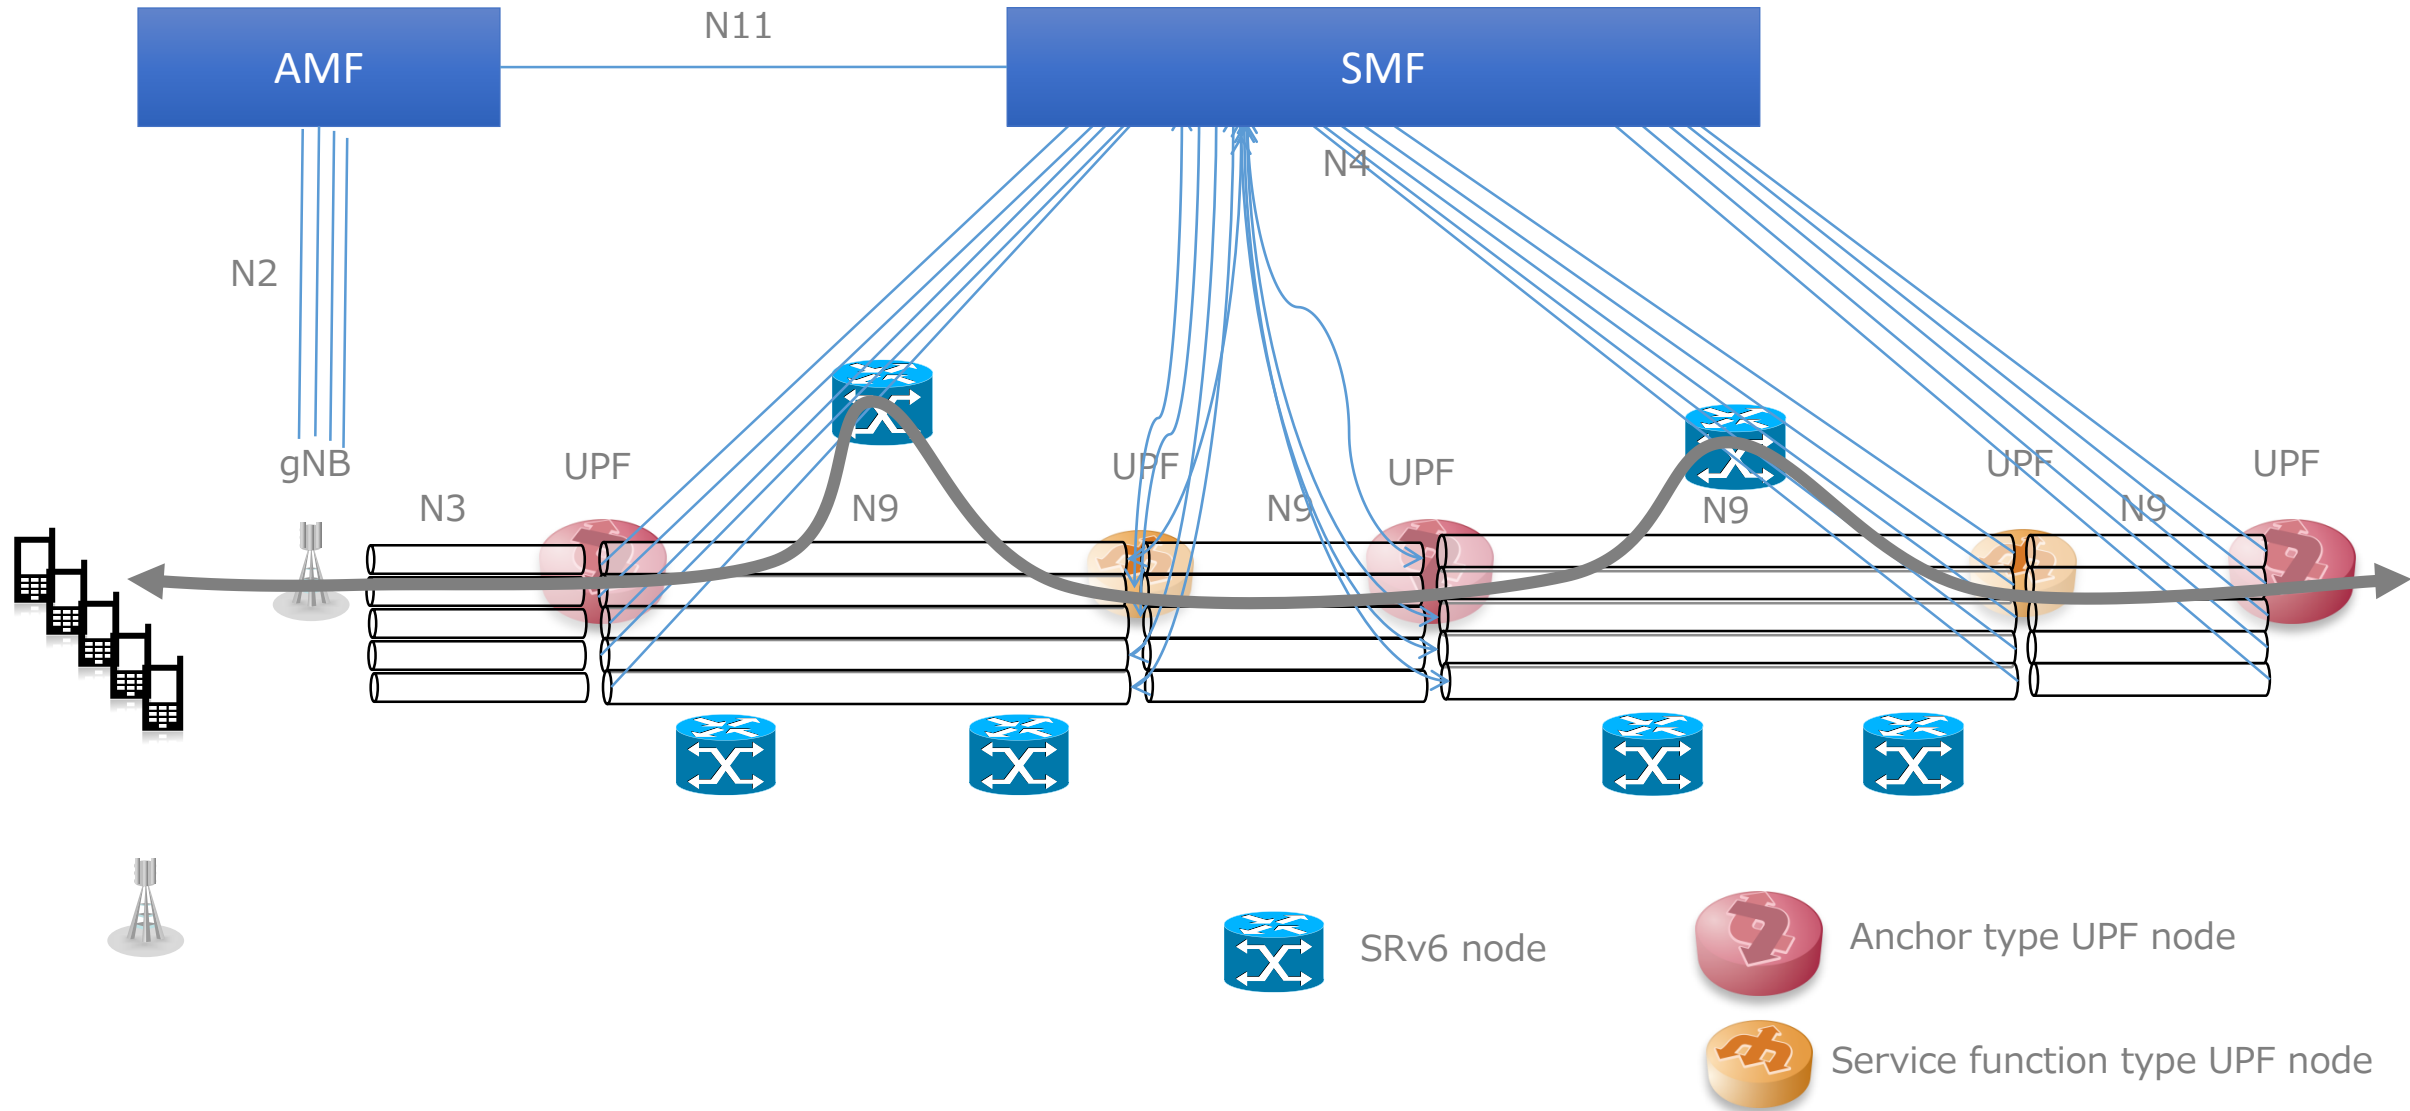 N11
AMF
SMF
N4
N2
gNB
UPF
UPF
UPF
UPF
UPF
N3
N9
N9
N9
N9
SRv6 node
Anchor type UPF node
Service function type UPF node